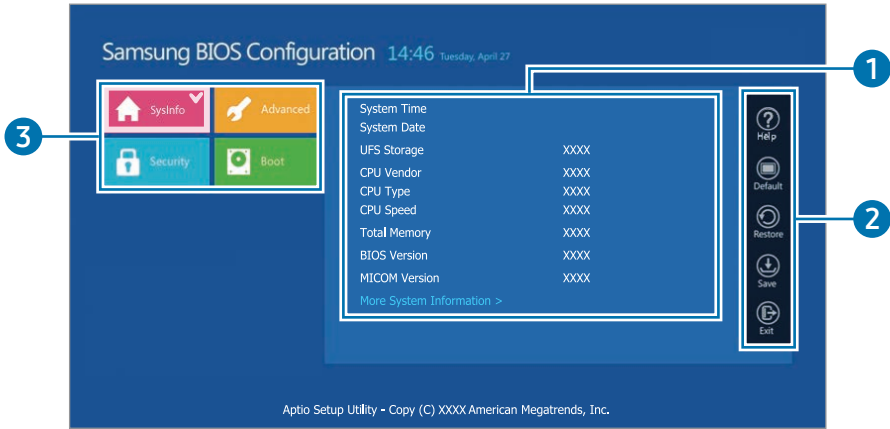 Samsung BIOS Configuration 14:46 Tuesday, April 27
1
3
SysInfo
Advanced
Security
Boot
System Time
System Date
UFS Storage XXXX
CPU Vendor XXXX
CPU Type XXXX
CPU Speed XXXX
Total Memory XXXX
BIOS Version XXXX
MICOM Version XXXX
More System Information >
Help
Default
Restore
Save
Exit
2
Aptio Setup Utility - Copy (C) XXXX American Megatrends, Inc.